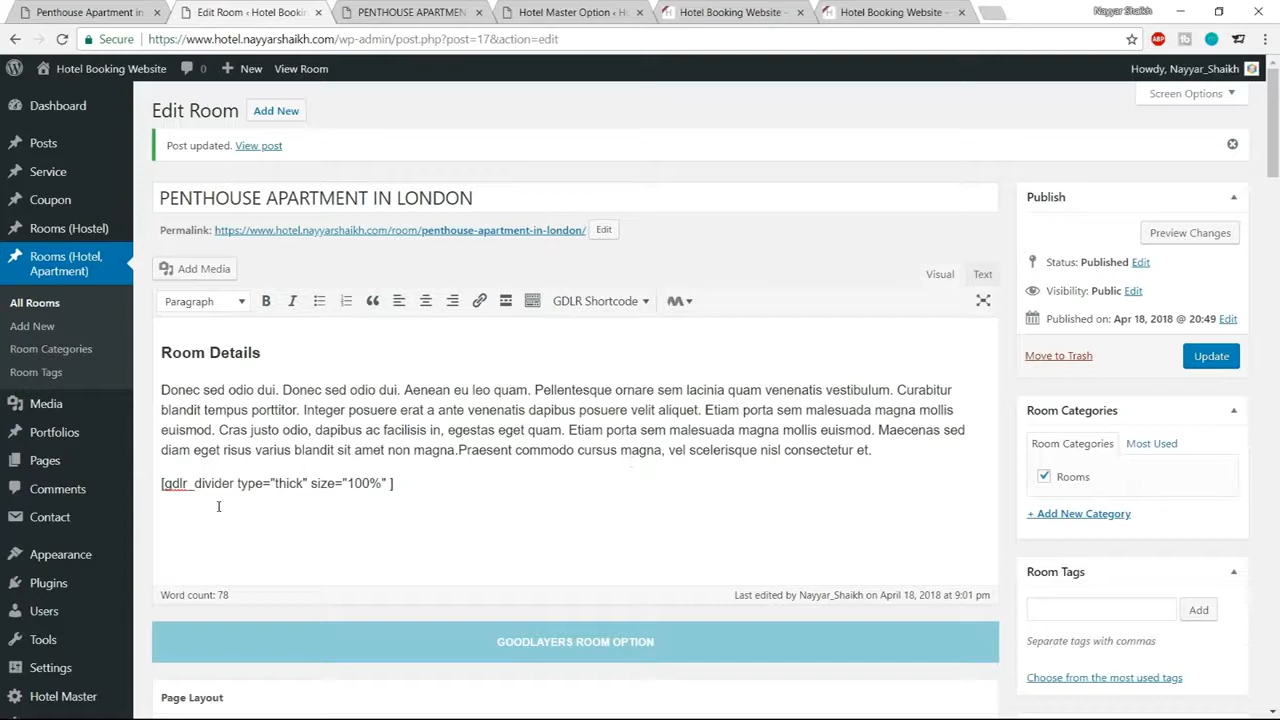 Penthouse Apartment in
Edit Room ‹ Hotel Bookin
PENTHOUSE APARTMEN
Hotel Master Option ‹ H
Hotel Booking Website –
Hotel Booking Website –
Nayyar Shaikh
Secure
https://www.hotel.nayyarshaikh.com/wp-admin/post.php?post=17&action=edit
Hotel Booking Website
0
New
View Room
Howdy, Nayyar_Shaikh
Dashboard
Posts
Service
Coupon
Rooms (Hostel)
Rooms (Hotel,
Apartment)
All Rooms
Add New
Room Categories
Room Tags
Media
Portfolios
Pages
Comments
Contact
Appearance
Plugins
Users
Tools
Settings
Hotel Master
Screen Options
Edit Room
Add New
Post updated. View post
PENTHOUSE APARTMENT IN LONDON
Permalink: https://www.hotel.nayyarshaikh.com/room/penthouse-apartment-in-london/ Edit
Add Media
Visual
Text
Paragraph
B
I
GDLR Shortcode
Room Details
Donec sed odio dui. Donec sed odio dui. Aenean eu leo quam. Pellentesque ornare sem lacinia quam venenatis vestibulum. Curabitur
blandit tempus porttitor. Integer posuere erat a ante venenatis dapibus posuere velit aliquet. Etiam porta sem malesuada magna mollis
euismod. Cras justo odio, dapibus ac facilisis in, egestas eget quam. Etiam porta sem malesuada magna mollis euismod. Maecenas sed
diam eget risus varius blandit sit amet non magna.Praesent commodo cursus magna, vel scelerisque nisl consectetur et.
[gdlr_divider type="thick" size="100%" ]
Word count: 78
Last edited by Nayyar_Shaikh on April 18, 2018 at 9:01 pm
GOODLAYERS ROOM OPTION
Page Layout
Publish
Preview Changes
Status: Published Edit
Visibility: Public Edit
Published on: Apr 18, 2018 @ 20:49 Edit
Move to Trash
Update
Room Categories
Room Categories
Most Used
Rooms
+ Add New Category
Room Tags
Add
Separate tags with commas
Choose from the most used tags